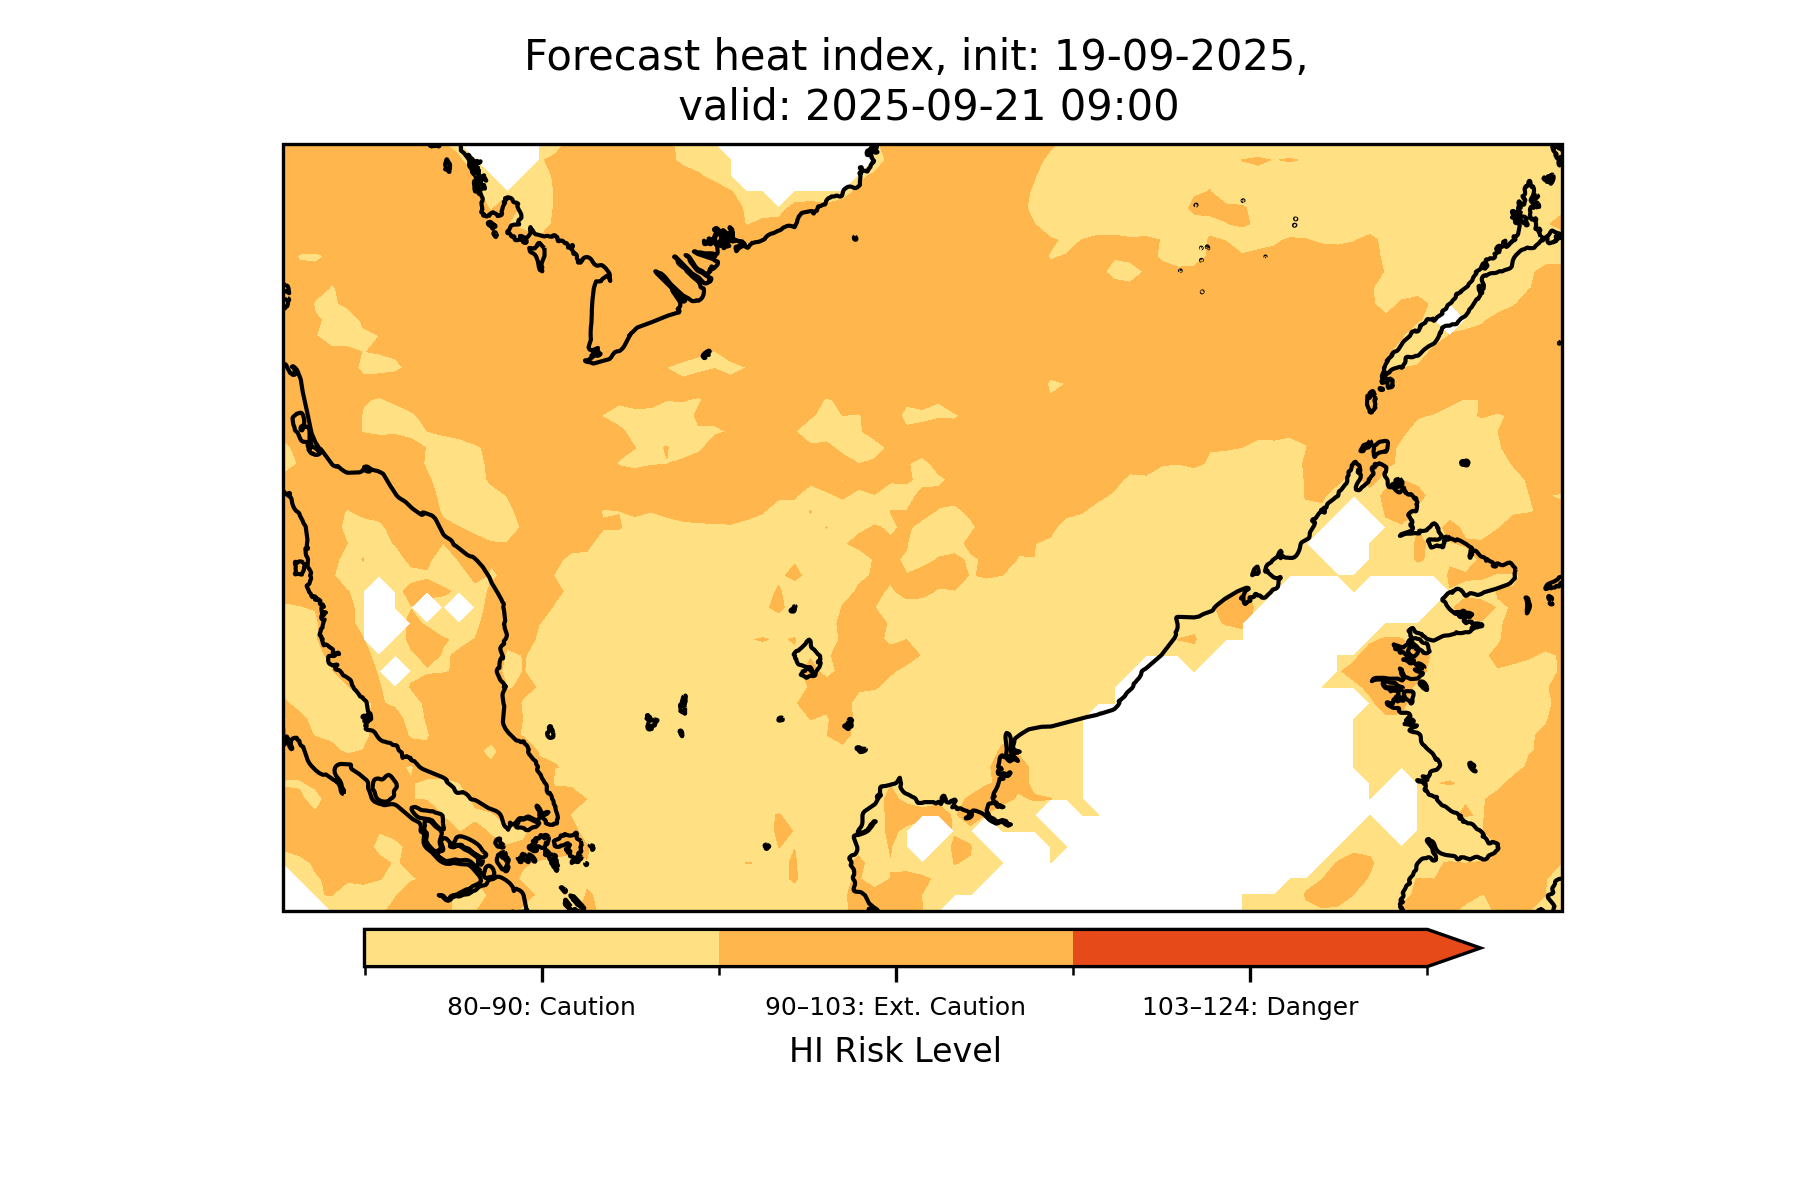 Forecast heat index, init: 19-09-2025,
valid: 2025-09-21 09:00
80–90: Caution
90–103: Ext. Caution
103–124: Danger
HI Risk Level